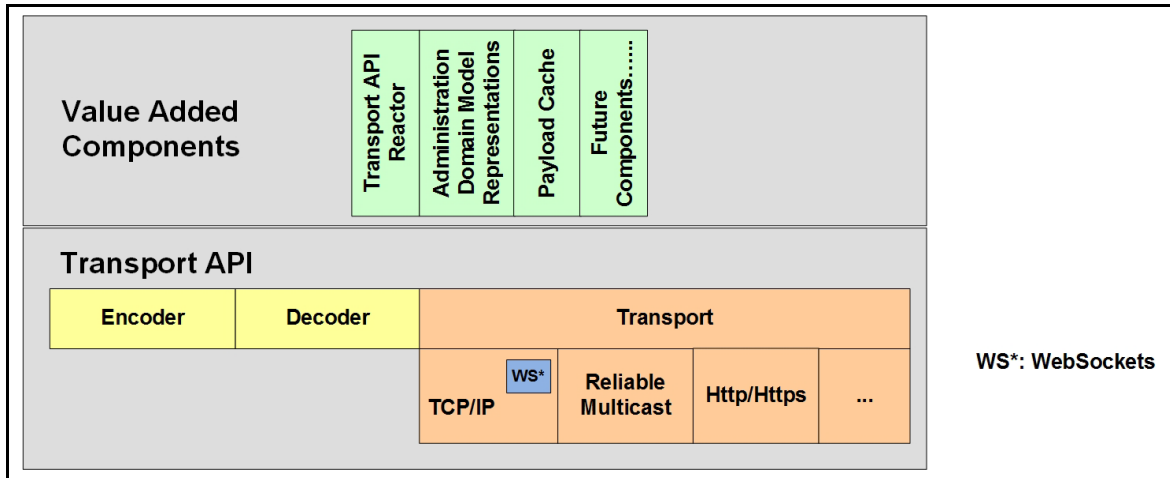 Value Added
Components
Transport API
Reactor
Administration
Domain Model
Representations
Payload Cache
Future
Components......
Transport API
Encoder
Decoder
Transport
WS*
TCP/IP
Reliable
Multicast
Http/Https
...
WS*: WebSockets